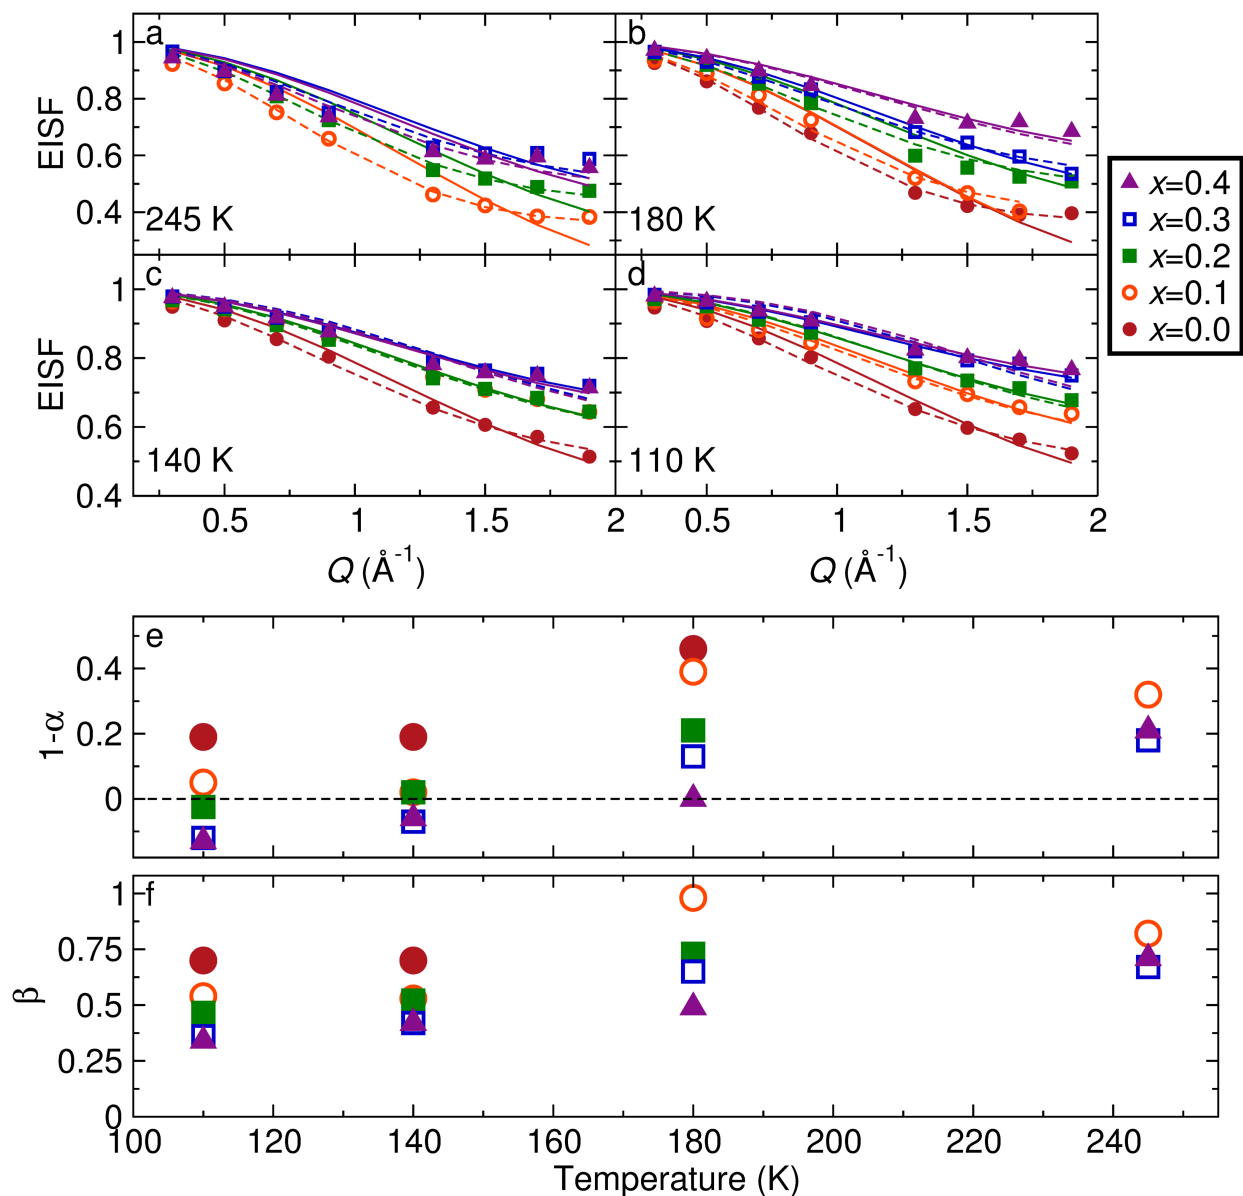 a
1
0.8
0.6
0.4
EISF
245 K
b
180 K
c
1
0.8
0.6
0.4
EISF
140 K
d
110 K
0.5 1 1.5 2
0.5 1 1.5 2
Q (Å⁻¹)
Q (Å⁻¹)
x=0.4
x=0.3
x=0.2
x=0.1
x=0.0
e
0.4
0.2
0
1-α
f
1
0.75
0.5
0.25
0
β
100 120 140 160 180 200 220 240
Temperature (K)